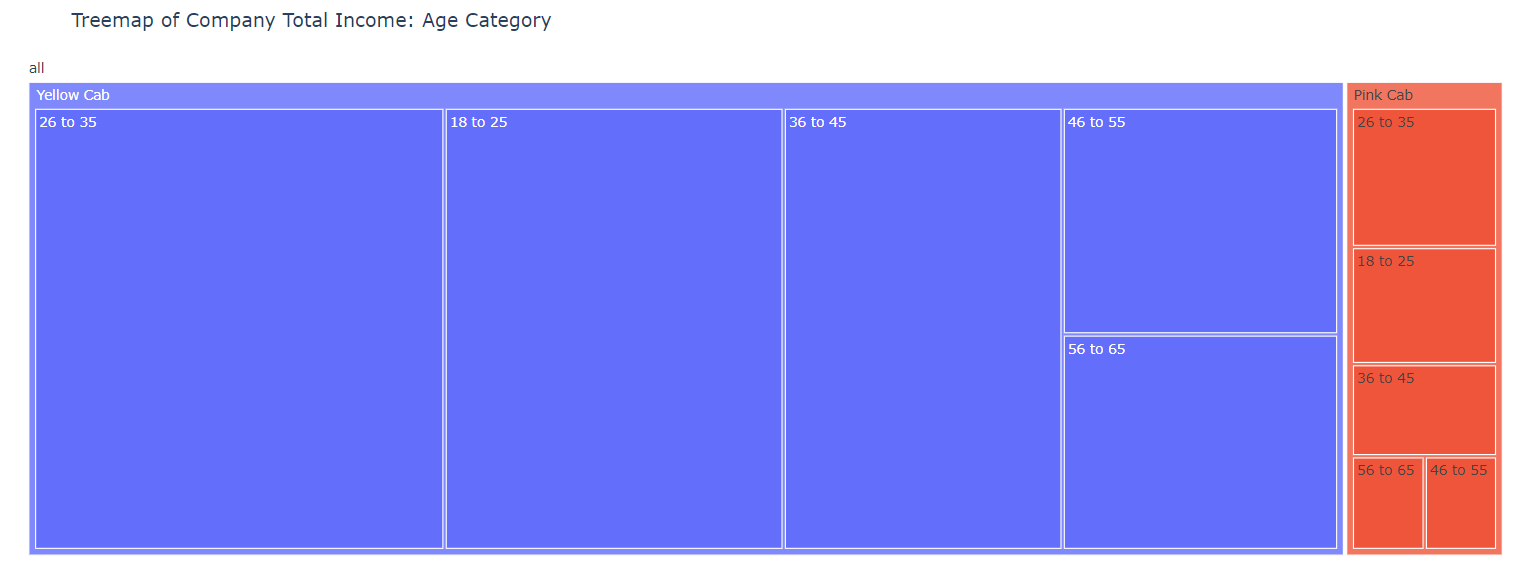 Treemap of Company Total Income: Age Category
all
Yellow Cab
26 to 35
18 to 25
36 to 45
46 to 55
56 to 65
Pink Cab
26 to 35
18 to 25
36 to 45
56 to 65
46 to 55